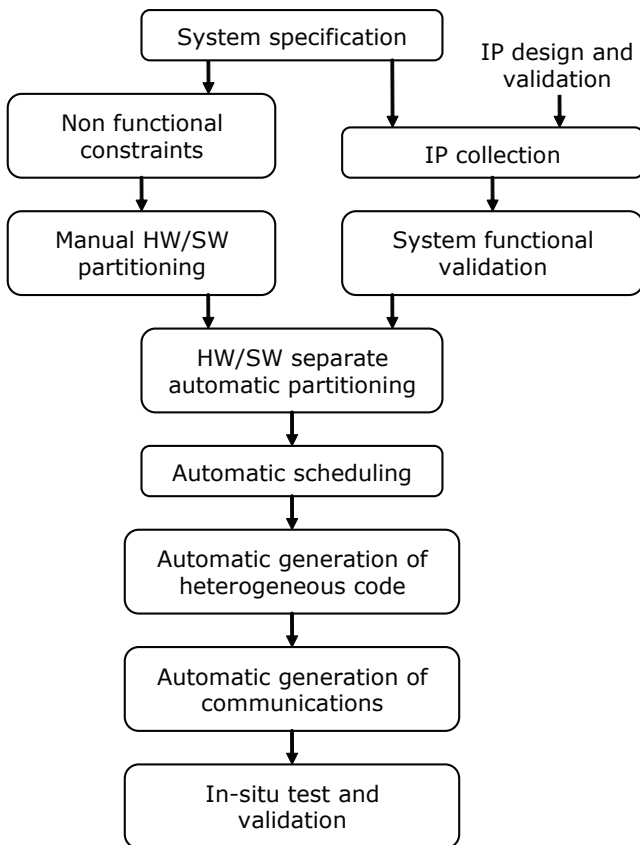 System specification
IP design and
validation
Non functional
constraints
IP collection
Manual HW/SW
partitioning
System functional
validation
HW/SW separate
automatic partitioning
Automatic scheduling
Automatic generation of
heterogeneous code
Automatic generation of
communications
In-situ test and
validation